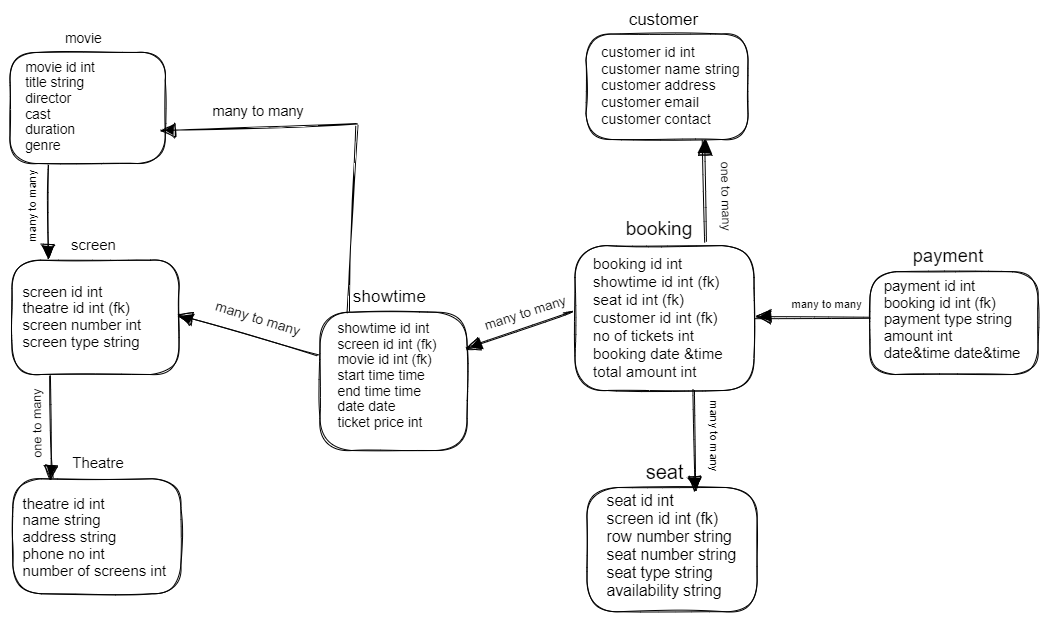 movie
movie id int
title string
director
cast
duration
genre
many to many
many to many
screen
screen id int
theatre id int (fk)
screen number int
screen type string
one to many
Theatre
theatre id int
name string
address string
phone no int
number of screens int
many to many
showtime
showtime id int
screen id int (fk)
movie id int (fk)
start time time
end time time
date date
ticket price int
many to many
customer
customer id int
customer name string
customer address
customer email
customer contact
one to many
booking
booking id int
showtime id int (fk)
seat id int (fk)
customer id int (fk)
no of tickets int
booking date &time
total amount int
many to many
seat
seat id int
screen id int (fk)
row number string
seat number string
seat type string
availability string
many to many
payment
payment id int
booking id int (fk)
payment type string
amount int
date&time date&time